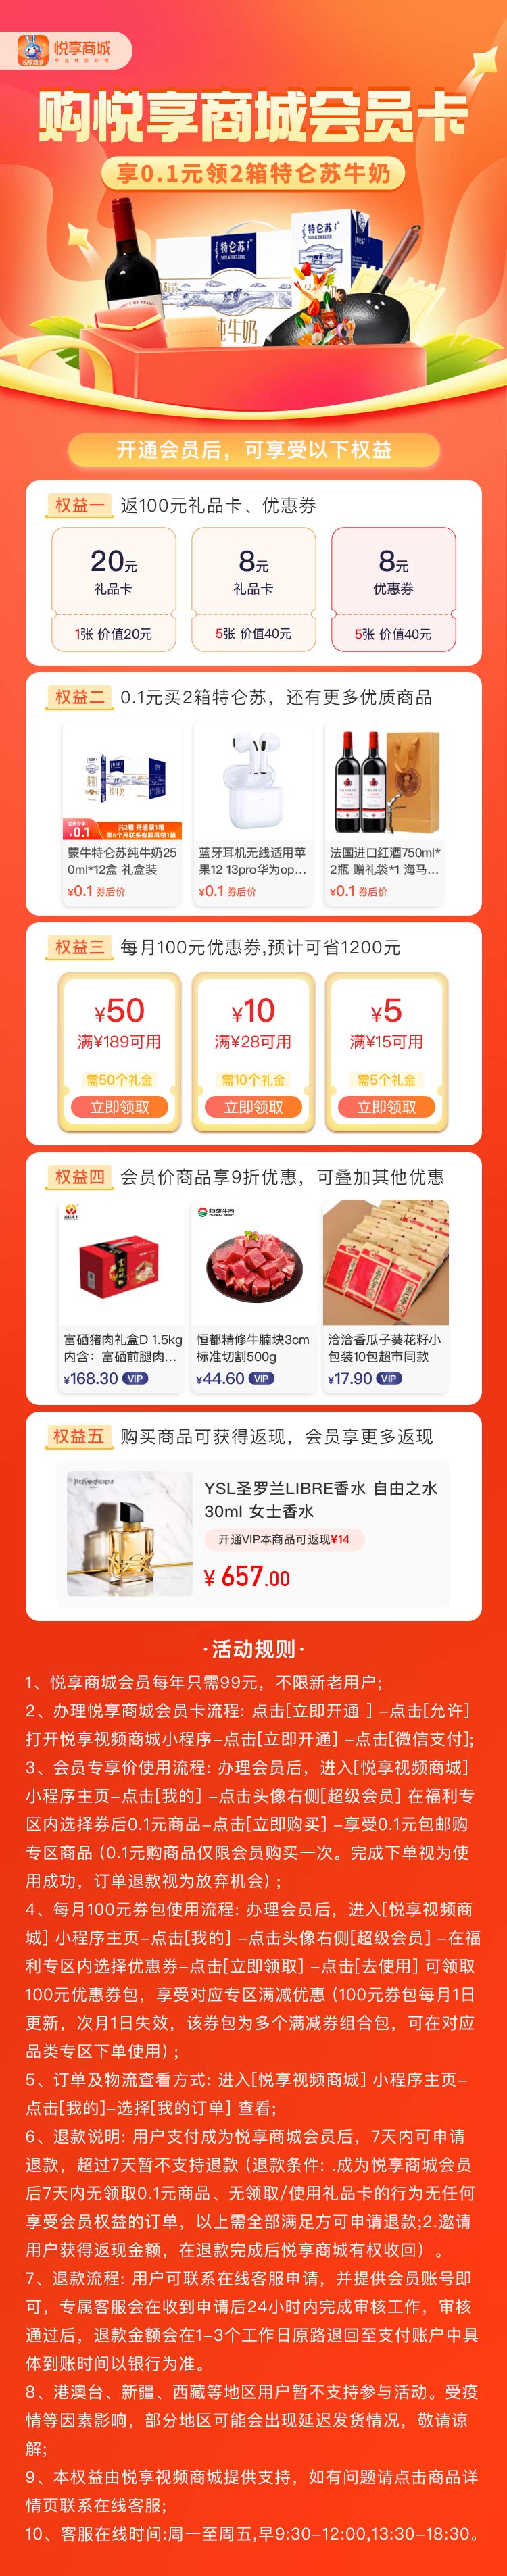 悦享商城
购悦享商城会员卡
享0.1元领2箱特仑苏牛奶
特仑苏
MILK DELUXE
特仑苏
MILK DELUXE
纯牛奶
开通会员后，可享受以下权益
权益一 返100元礼品卡、优惠券
20元 8元 8元
礼品卡 礼品卡 优惠券
1张 价值20元 5张 价值40元 5张 价值40元
权益二 0.1元买2箱特仑苏，还有更多优质商品
¥0.1 共2箱 开通领1箱
第6个月联系客服再领1箱
蒙牛特仑苏纯牛奶25 蓝牙耳机无线适用苹 法国进口红酒750ml*
0ml*12盒 礼盒装 果12 13pro华为op... 2瓶 赠礼袋*1 海马...
¥0.1 券后价 ¥0.1 券后价 ¥0.1 券后价
权益三 每月100元优惠券,预计可省1200元
¥50 ¥10 ¥5
满¥189可用 满¥28可用 满¥15可用
需50个礼金 需10个礼金 需5个礼金
立即领取 立即领取 立即领取
权益四 会员价商品享9折优惠，可叠加其他优惠
富硒猪肉礼盒D 1.5kg 恒都精修牛腩块3cm 洽洽香瓜子葵花籽小
内含：富硒前腿肉... 标准切割500g 包装10包超市同款
¥168.30 VIP ¥44.60 VIP ¥17.90 VIP
权益五 购买商品可获得返现，会员享更多返现
YVES SAINT LAURENT
YSL圣罗兰LIBRE香水 自由之水
30ml 女士香水
开通VIP本商品可返现¥14
¥ 657.00
·活动规则·
1、悦享商城会员每年只需99元，不限新老用户;
2、办理悦享商城会员卡流程: 点击[立即开通 ] -点击[允许]
打开悦享视频商城小程序-点击[立即开通] -点击[微信支付];
3、会员专享价使用流程: 办理会员后，进入[悦享视频商城]
小程序主页-点击[我的] -点击头像右侧[超级会员] 在福利专
区内选择券后0.1元商品-点击[立即购买] -享受0.1元包邮购
专区商品 (0.1元购商品仅限会员购买一次。完成下单视为使
用成功，订单退款视为放弃机会) ;
4、每月100元券包使用流程: 办理会员后，进入[悦享视频商
城] 小程序主页-点击[我的] -点击头像右侧[超级会员] -在福
利专区内选择优惠券-点击[立即领取] -点击[去使用] 可领取
100元优惠券包，享受对应专区满减优惠 (100元券包每月1日
更新，次月1日失效，该券包为多个满减券组合包，可在对应
品类专区下单使用) ;
5、订单及物流查看方式: 进入[悦享视频商城] 小程序主页-
点击[我的]-选择[我的订单] 查看;
6、退款说明: 用户支付成为悦享商城会员后，7天内可申请
退款，超过7天暂不支持退款 (退款条件: .成为悦享商城会员
后7天内无领取0.1元商品、无领取/使用礼品卡的行为无任何
享受会员权益的订单，以上需全部满足方可申请退款;2.邀请
用户获得返现金额，在退款完成后悦享商城有权收回）。
7、退款流程: 用户可联系在线客服申请，并提供会员账号即
可，专属客服会在收到申请后24小时内完成审核工作，审核
通过后，退款金额会在1-3个工作日原路退回至支付账户中具
体到账时间以银行为准。
8、港澳台、新疆、西藏等地区用户暂不支持参与活动。受疫
情等因素影响，部分地区可能会出现延迟发货情况，敬请谅
解;
9、本权益由悦享视频商城提供支持，如有问题请点击商品详
情页联系在线客服;
10、客服在线时间:周一至周五,早9:30-12:00,13:30-18:30。